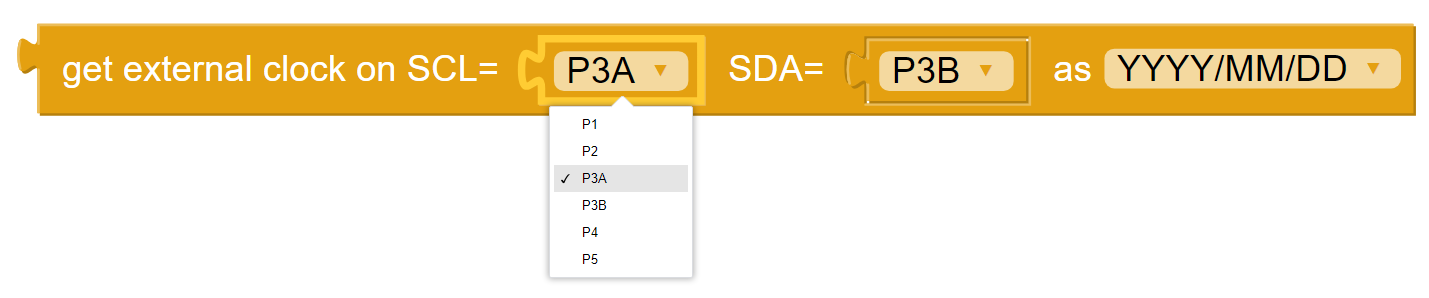 get external clock on SCL= P3A SDA= P3B as YYYY/MM/DD
P1
P2
✓ P3A
P3B
P4
P5